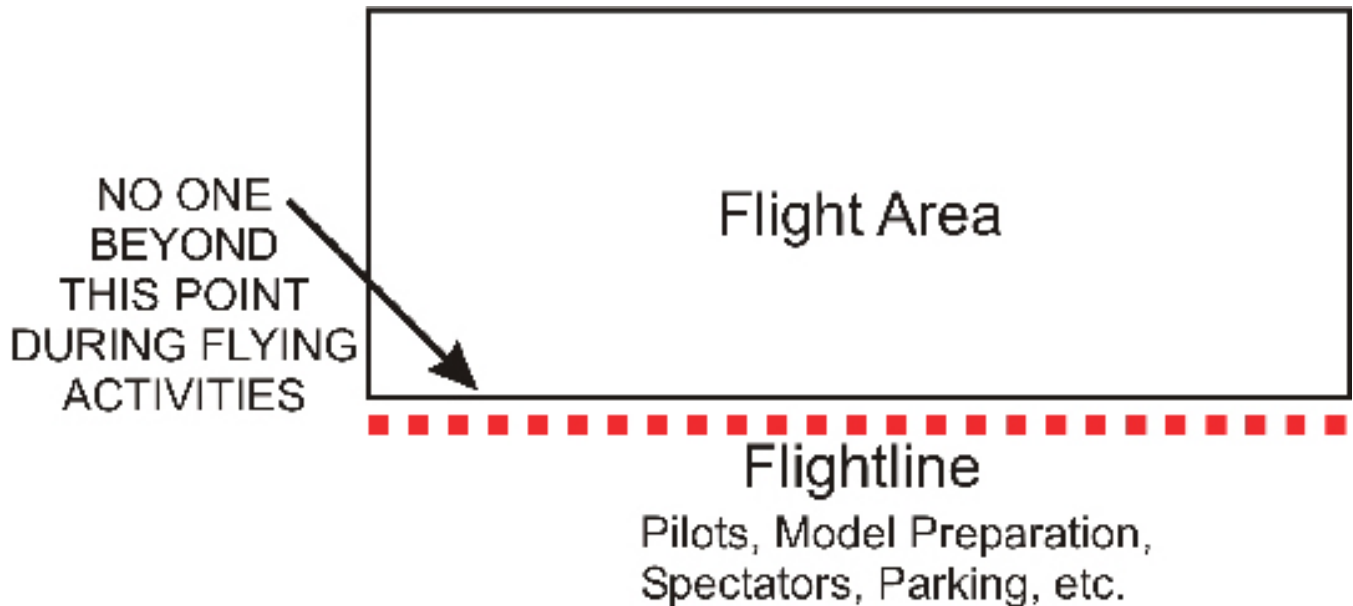 NO ONE
BEYOND
THIS POINT
DURING FLYING
ACTIVITIES
Flight Area
Flightline
Pilots, Model Preparation,
Spectators, Parking, etc.